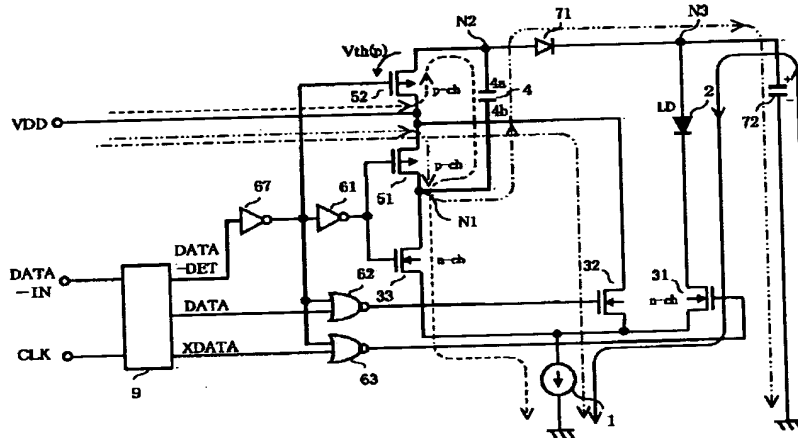 N2
71
N3
Vth(p)
52
p-ch
4a
4
4b
LD
2
+
-
72
VDD
p-ch
51
67
61
N1
DATA
-DET
n-ch
33
32
31
n-ch
DATA
-IN
62
DATA
CLK
XDATA
9
63
1